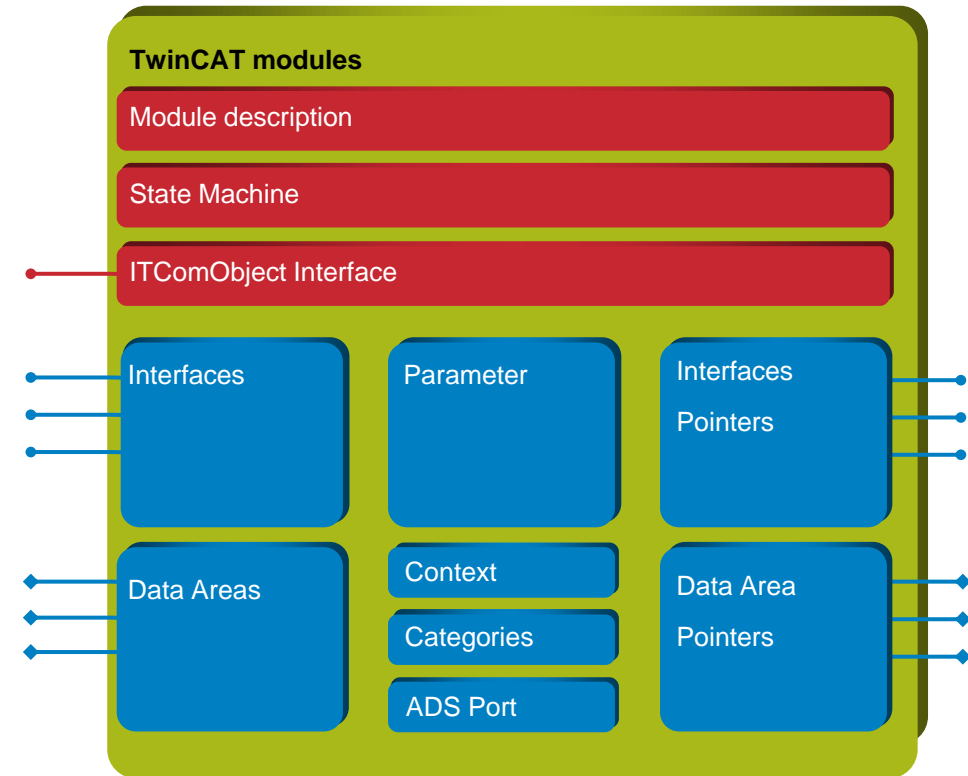 TwinCAT modules
Module description
State Machine
ITComObject Interface
Interfaces
Parameter
Interfaces
Pointers
Data Areas
Context
Categories
ADS Port
Data Area
Pointers